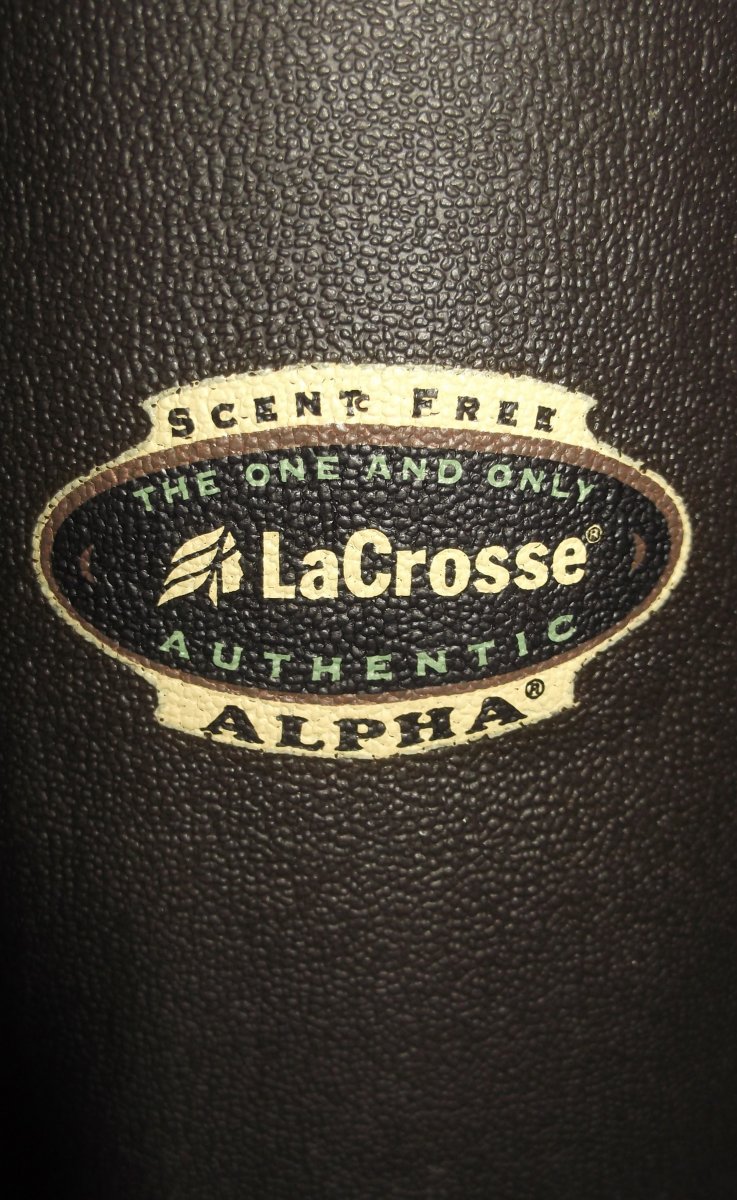 SCENT FREE
THE ONE AND ONLY
LaCrosse®
AUTHENTIC
ALPHA®